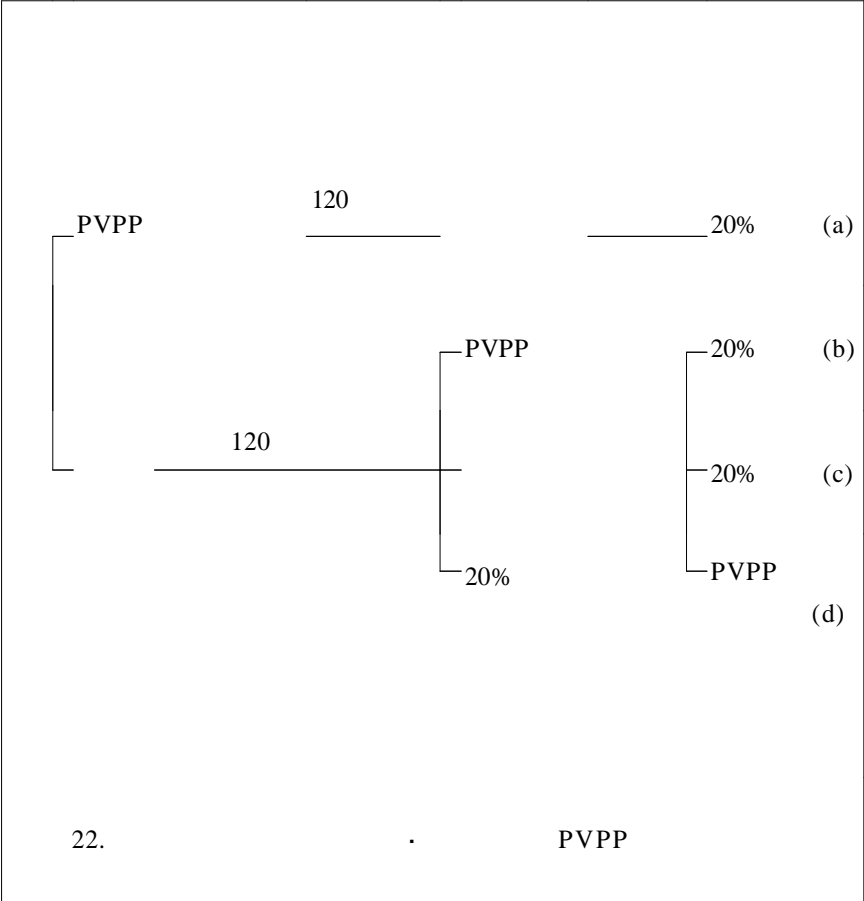 120
PVPP 20% (a)
PVPP 20% (b)
120
20% (c)
20% PVPP
(d)
22. · PVPP